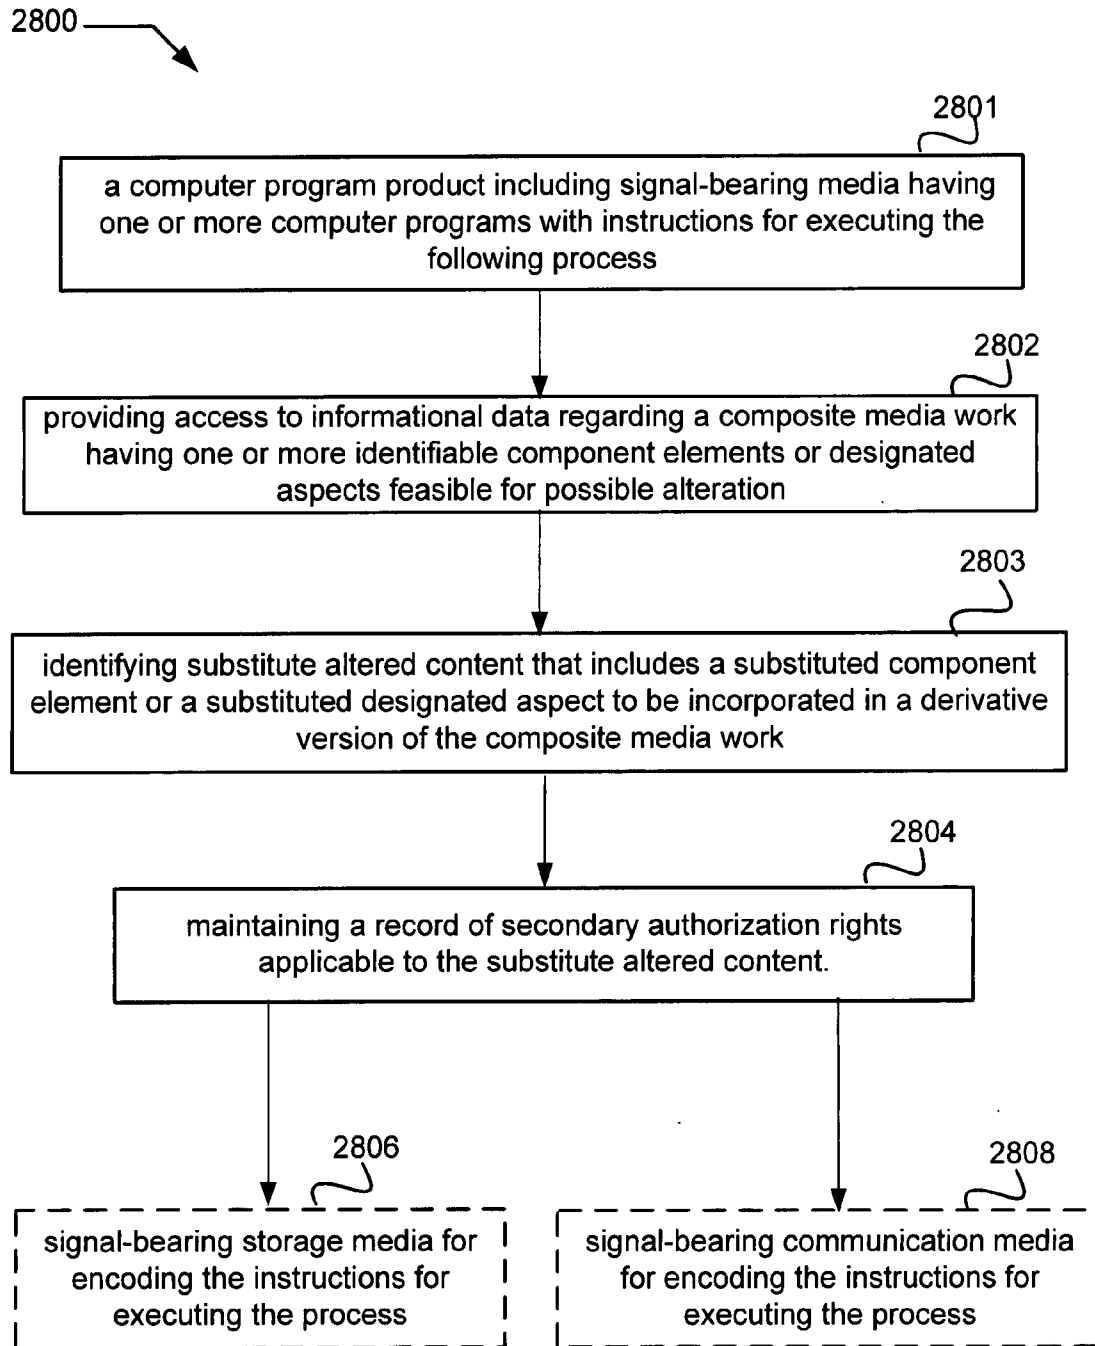 2800
2801
a computer program product including signal-bearing media having
one or more computer programs with instructions for executing the
following process
2802
providing access to informational data regarding a composite media work
having one or more identifiable component elements or designated
aspects feasible for possible alteration
2803
identifying substitute altered content that includes a substituted component
element or a substituted designated aspect to be incorporated in a derivative
version of the composite media work
2804
maintaining a record of secondary authorization rights
applicable to the substitute altered content.
2806
signal-bearing storage media for
encoding the instructions for
executing the process
2808
signal-bearing communication media
for encoding the instructions for
executing the process